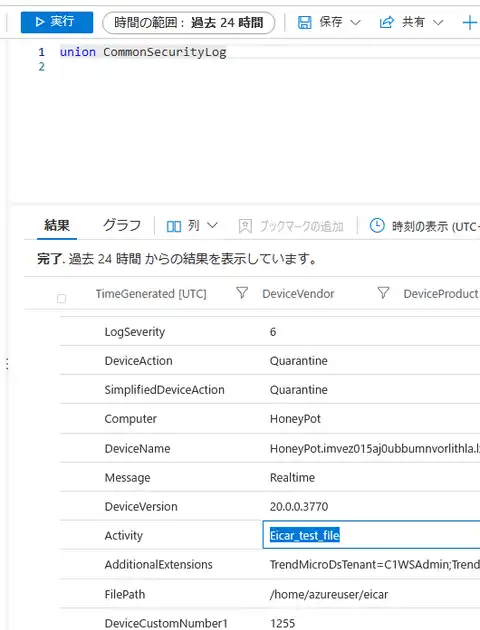 実行
時間の範囲 : 過去 24 時間
保存
共有
1 union CommonSecurityLog
2
結果 グラフ 列 ブックマークの追加 時刻の表示 (UTC-
完了. 過去 24 時間 からの結果を表示しています。
TimeGenerated [UTC] DeviceVendor DeviceProduct
LogSeverity 6
DeviceAction Quarantine
SimplifiedDeviceAction Quarantine
Computer HoneyPot
DeviceName HoneyPot.imvez015aj0ubbumnvorlithla.l
Message Realtime
DeviceVersion 20.0.0.3770
Activity Eicar_test_file
AdditionalExtensions TrendMicroDsTenant=C1WSAdmin;Trend
FilePath /home/azureuser/eicar
DeviceCustomNumber1 1255